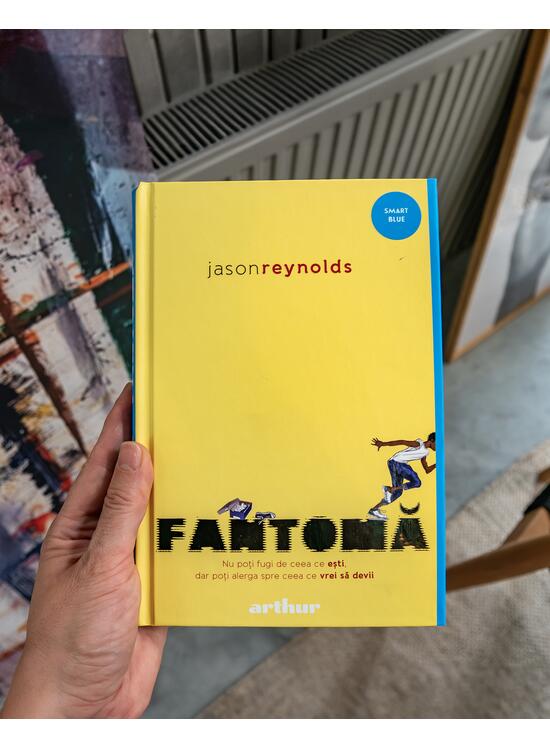 SMART
BLUE
jasonreynolds
FANTOMĂ
Nu poți fugi de ceea ce ești,
dar poți alerga spre ceea ce vrei să devii
arthur